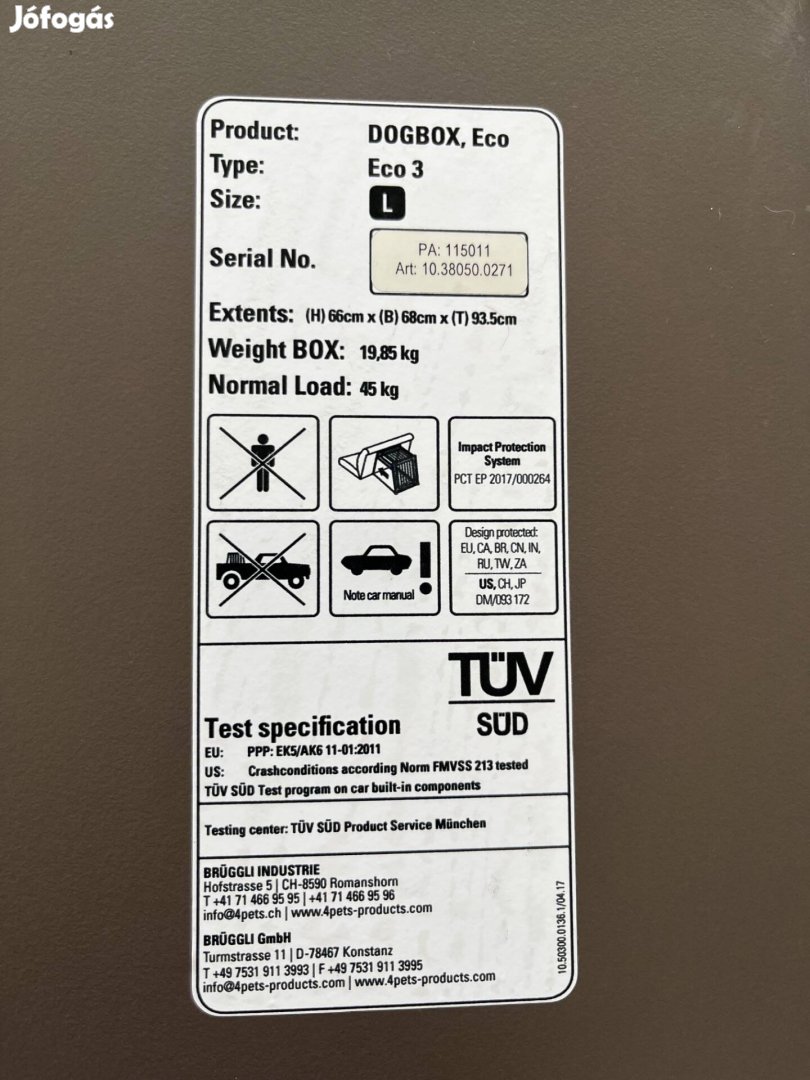 Jófogás
Product: DOGBOX, Eco
Type: Eco 3
Size: L
Serial No. PA: 115011
Art: 10.38050.0271
Extents: (H) 66cm x (B) 68cm x (T) 93.5cm
Weight BOX: 19,85 kg
Normal Load: 45 kg
Impact Protection
System
PCT EP 2017/000264
Note car manual
Design protected:
EU, CA, BR, CN, IN,
RU, TW, ZA
US, CH, JP
DM/093 172
TÜV
SÜD
Test specification
EU: PPP: EK5/AK6 11-01:2011
US: Crashconditions according Norm FMVSS 213 tested
TÜV SÜD Test program on car built-in components
Testing center: TÜV SÜD Product Service München
BRÜGGLI INDUSTRIE
Hofstrasse 5 | CH-8590 Romanshorn
T +41 71 466 95 95 | +41 71 466 95 96
info@4pets.ch | www.4pets-products.com
BRÜGGLI GmbH
Turmstrasse 11 | D-78467 Konstanz
T +49 7531 911 3993 | F +49 7531 911 3995
info@4pets-products.com | www.4pets-products.com
10.50300.0136.1/04.17